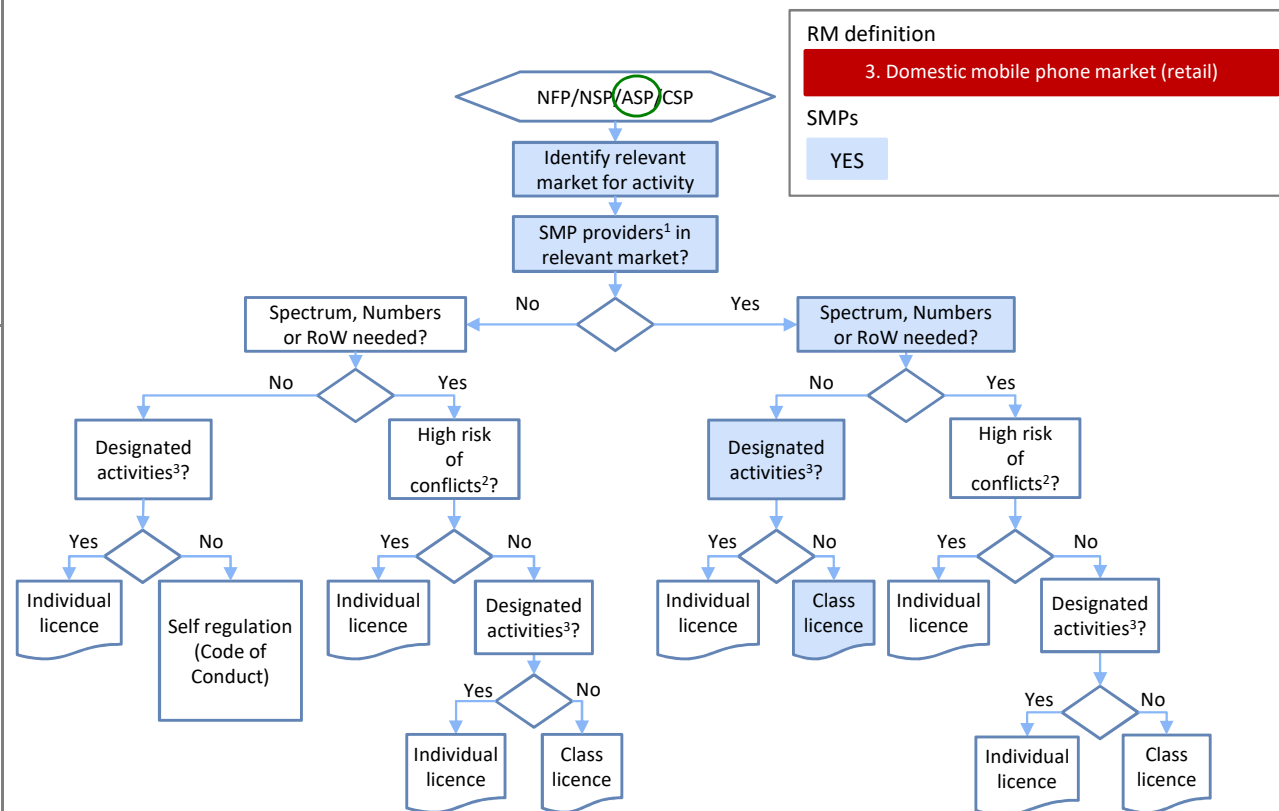 RM definition
3. Domestic mobile phone market (retail)
SMPs
YES
NFP/NSP/ASP/CSP
Identify relevant
market for activity
SMP providers¹ in
relevant market?
No
Yes
Spectrum, Numbers
or RoW needed?
Spectrum, Numbers
or RoW needed?
No
Yes
No
Yes
Designated
activities³?
High risk
of
conflicts²?
Designated
activities³?
High risk
of
conflicts²?
Yes
No
Yes
No
Yes
No
Yes
No
Individual
licence
Self regulation
(Code of
Conduct)
Individual
licence
Designated
activities³?
Individual
licence
Class
licence
Individual
licence
Designated
activities³?
Yes
No
Yes
No
Individual
licence
Class
licence
Individual
licence
Class
licence